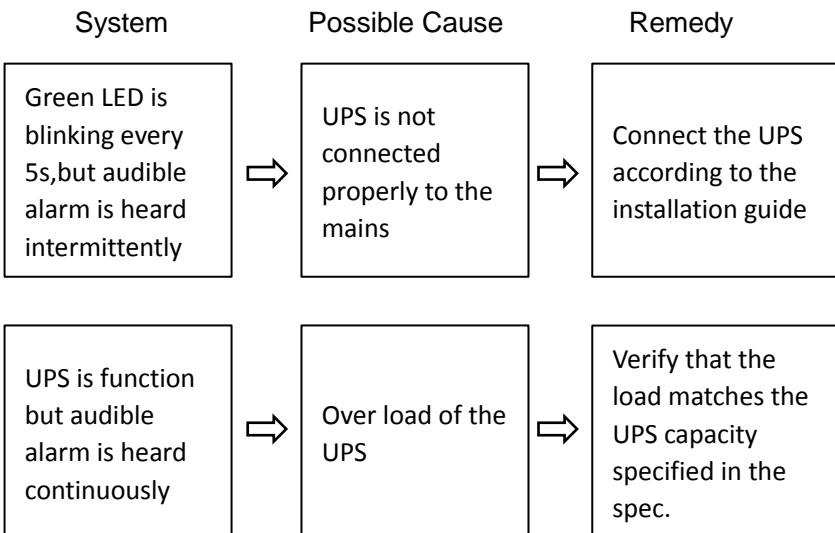 System Possible Cause Remedy
Green LED is
blinking every
5s,but audible
alarm is heard
intermittently
UPS is not
connected
properly to the
mains
Connect the UPS
according to the
installation guide
UPS is function
but audible
alarm is heard
continuously
Over load of the
UPS
Verify that the
load matches the
UPS capacity
specified in the
spec.